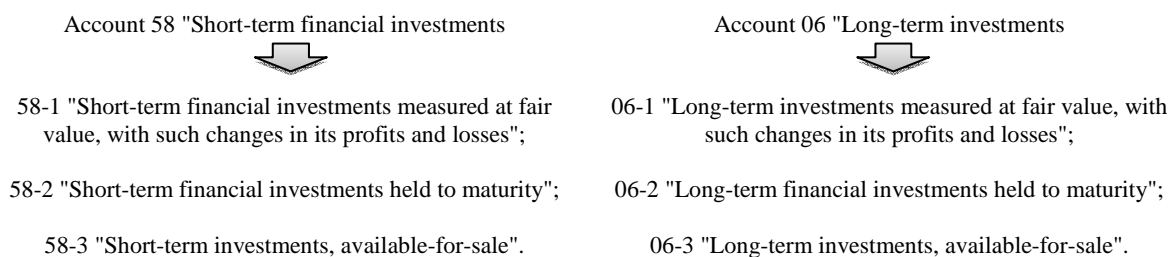 Account 58 "Short-term financial investments
58-1 "Short-term financial investments measured at fair
value, with such changes in its profits and losses";
58-2 "Short-term financial investments held to maturity";
58-3 "Short-term investments, available-for-sale".
Account 06 "Long-term investments
06-1 "Long-term investments measured at fair value, with
such changes in its profits and losses";
06-2 "Long-term financial investments held to maturity";
06-3 "Long-term investments, available-for-sale".